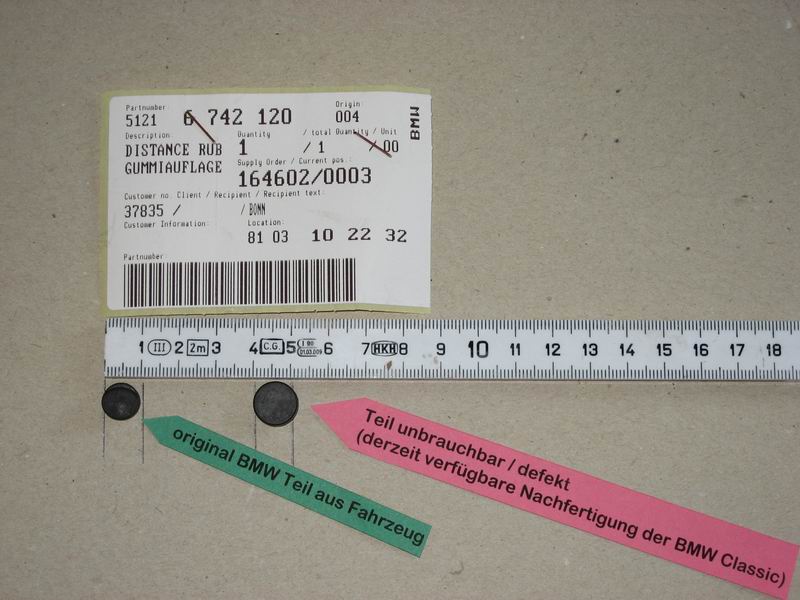 Partnumber: Origin:
5121 6 742 120 004
BMW
Description: Quantity / total Quantity / Unit
DISTANCE RUB 1 / 1 / 00
GUMMIAUFLAGE Supply Order / Current pos.:
164602/0003
Customer no. Client / Recipient / Recipient text:
37835 / / BONN
Customer Information: Location:
81 03 10 22 32
Partnumber
1 III 2 2m 3 4 C.G. 5 6 7 HKH 8 9 10 11 12 13 14 15 16 17 18
original BMW Teil aus Fahrzeug
Teil unbrauchbar / defekt
(derzeit verfügbare Nachfertigung der BMW Classic)